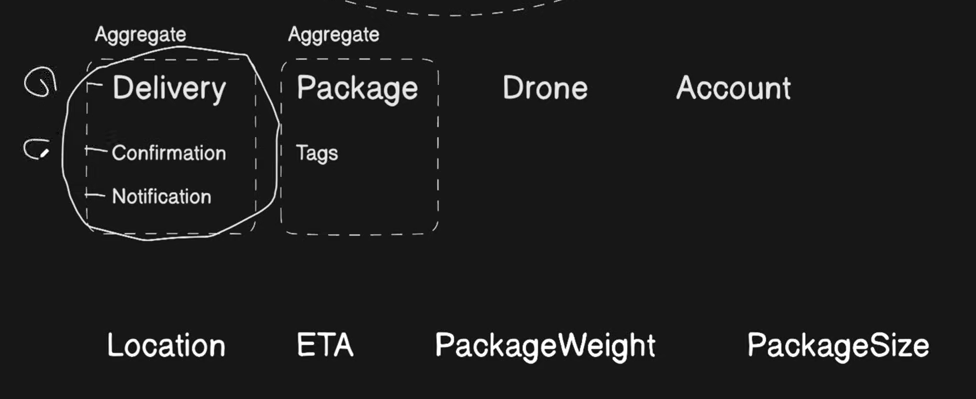 Aggregate Aggregate
Delivery Package Drone Account
Confirmation Tags
Notification
Location ETA PackageWeight PackageSize